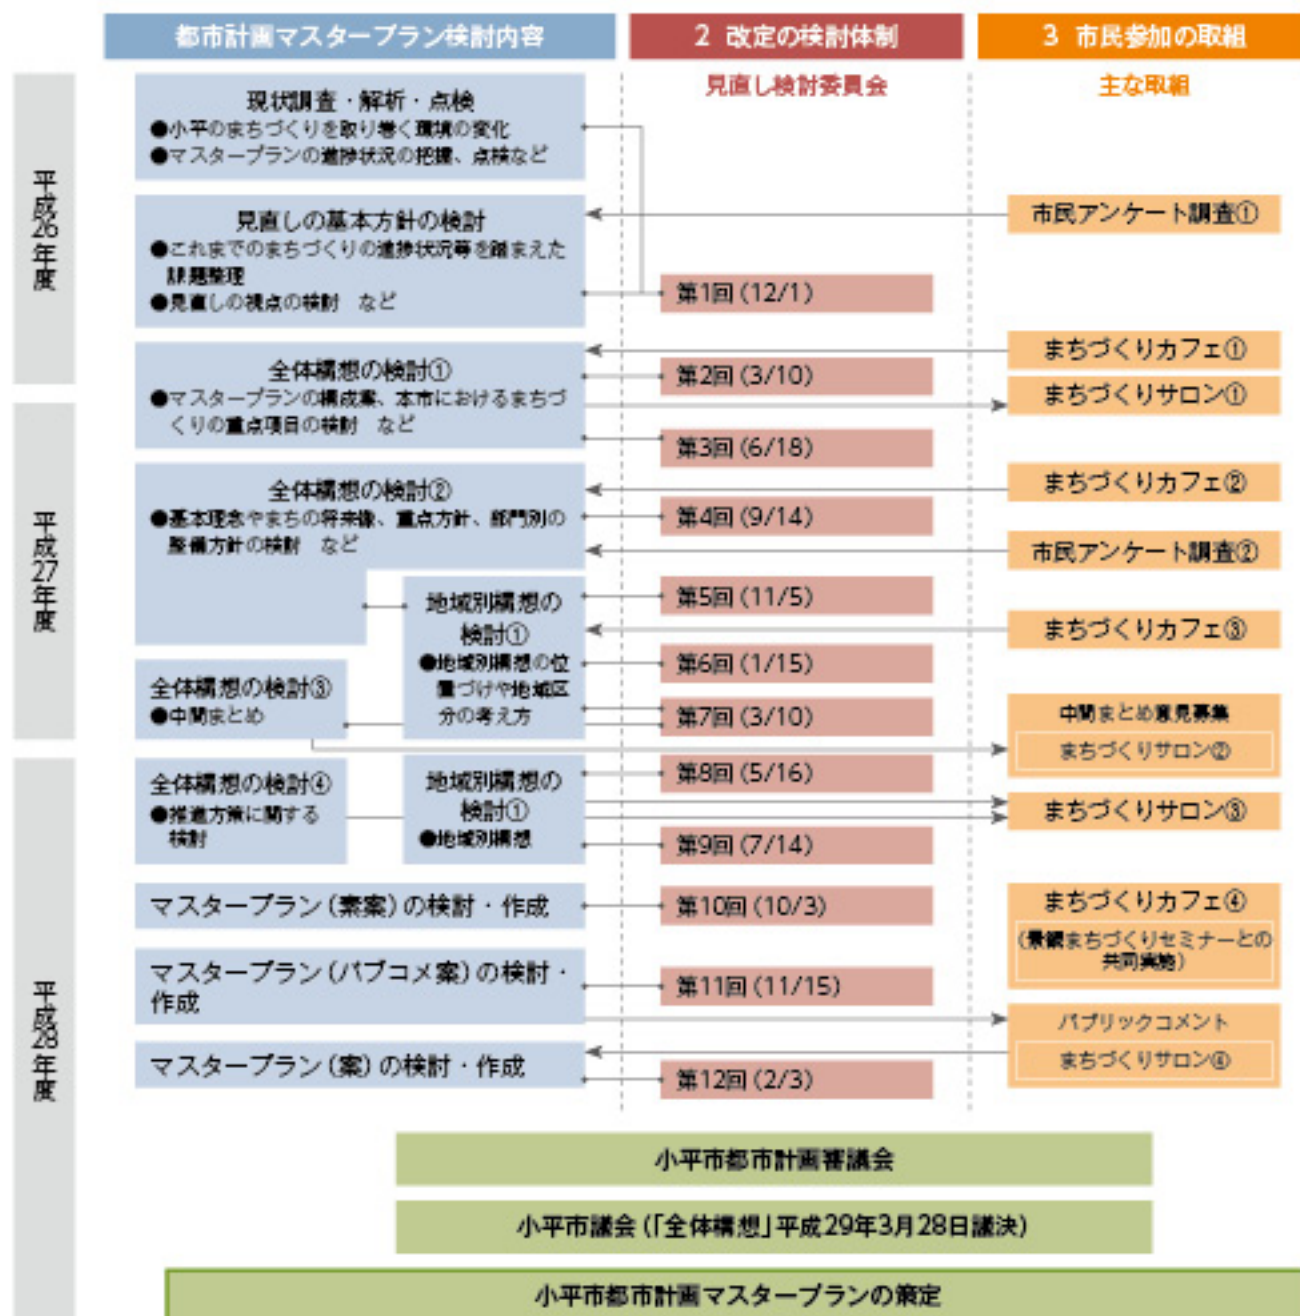 都市計画マスタープラン検討内容
2 改定の検討体制
3 市民参加の取組
見直し検討委員会
主な取組
平成26年度
現状調査・解析・点検
●小平のまちづくりを取り巻く環境の変化
●マスタープランの進捗状況の把握、点検など
見直しの基本方針の検討
●これまでのまちづくりの進捗状況等を踏まえた
課題整理
●見直しの視点の検討 など
市民アンケート調査①
第1回(12/1)
全体構想の検討①
●マスタープランの構成案、本市におけるまちづ
くりの重点項目の検討 など
まちづくりカフェ①
第2回(3/10)
まちづくりサロン①
平成27年度
第3回(6/18)
全体構想の検討②
●基本理念やまちの将来像、重点方針、部門別の
整備方針の検討 など
まちづくりカフェ②
第4回(9/14)
市民アンケート調査②
地域別構想の
検討①
●地域別構想の位
置づけや地域区
分の考え方
第5回(11/5)
まちづくりカフェ③
第6回(1/15)
全体構想の検討③
●中間まとめ
第7回(3/10)
中間まとめ意見募集
まちづくりサロン②
平成28年度
全体構想の検討④
●推進方策に関する
検討
地域別構想の
検討①
●地域別構想
第8回(5/16)
まちづくりサロン③
第9回(7/14)
マスタープラン(素案)の検討・作成
第10回(10/3)
まちづくりカフェ④
(景観まちづくりセミナーとの
共同実施)
マスタープラン(パブコメ案)の検討・
作成
第11回(11/15)
パブリックコメント
まちづくりサロン④
マスタープラン(案)の検討・作成
第12回(2/3)
小平市都市計画審議会
小平市議会(「全体構想」平成29年3月28日議決)
小平市都市計画マスタープランの策定